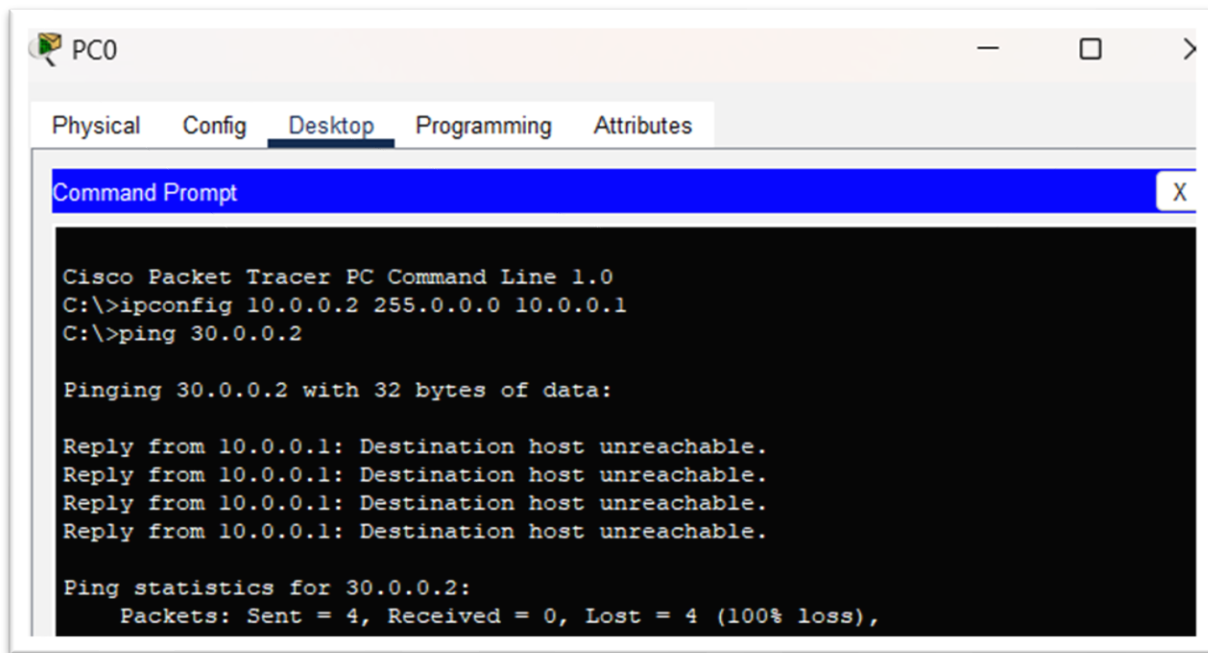 PC0
Physical Config Desktop Programming Attributes
Command Prompt
X
Cisco Packet Tracer PC Command Line 1.0
C:\>ipconfig 10.0.0.2 255.0.0.0 10.0.0.1
C:\>ping 30.0.0.2
Pinging 30.0.0.2 with 32 bytes of data:
Reply from 10.0.0.1: Destination host unreachable.
Reply from 10.0.0.1: Destination host unreachable.
Reply from 10.0.0.1: Destination host unreachable.
Reply from 10.0.0.1: Destination host unreachable.
Ping statistics for 30.0.0.2:
Packets: Sent = 4, Received = 0, Lost = 4 (100% loss),